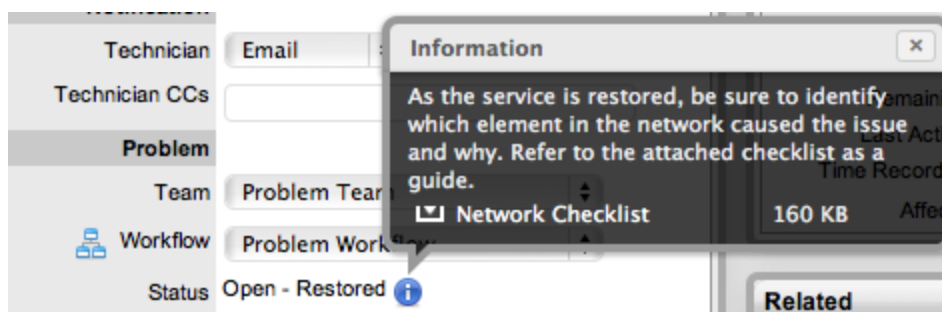 Technician Email
Technician CCs
Problem
Team Problem Team
Workflow Problem Workflow
Status Open - Restored
Information
As the service is restored, be sure to identify
which element in the network caused the issue
and why. Refer to the attached checklist as a
guide.
Network Checklist 160 KB
Time Record
Related